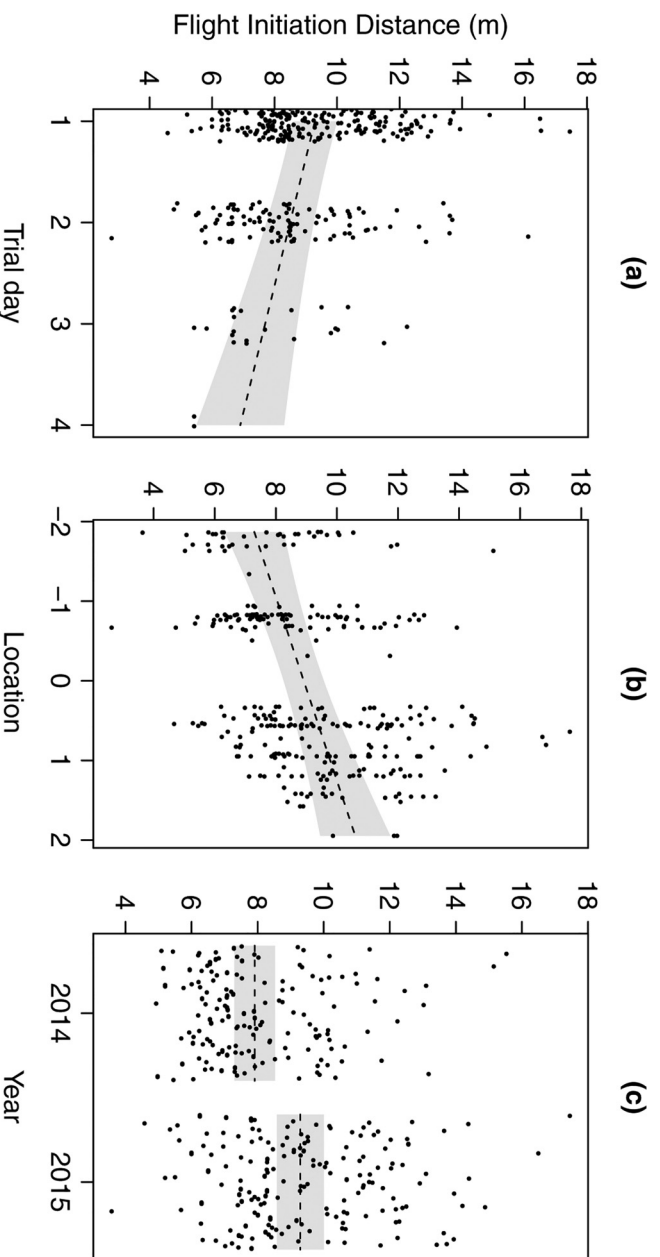 (a)
(b)
(c)
Flight Initiation Distance (m)
4 6 8 10 12 14 16 18
1 2 3 4
Trial day
4 6 8 10 12 14 16 18
−2 −1 0 1 2
Location
4 6 8 10 12 14 16 18
2014 2015
Year